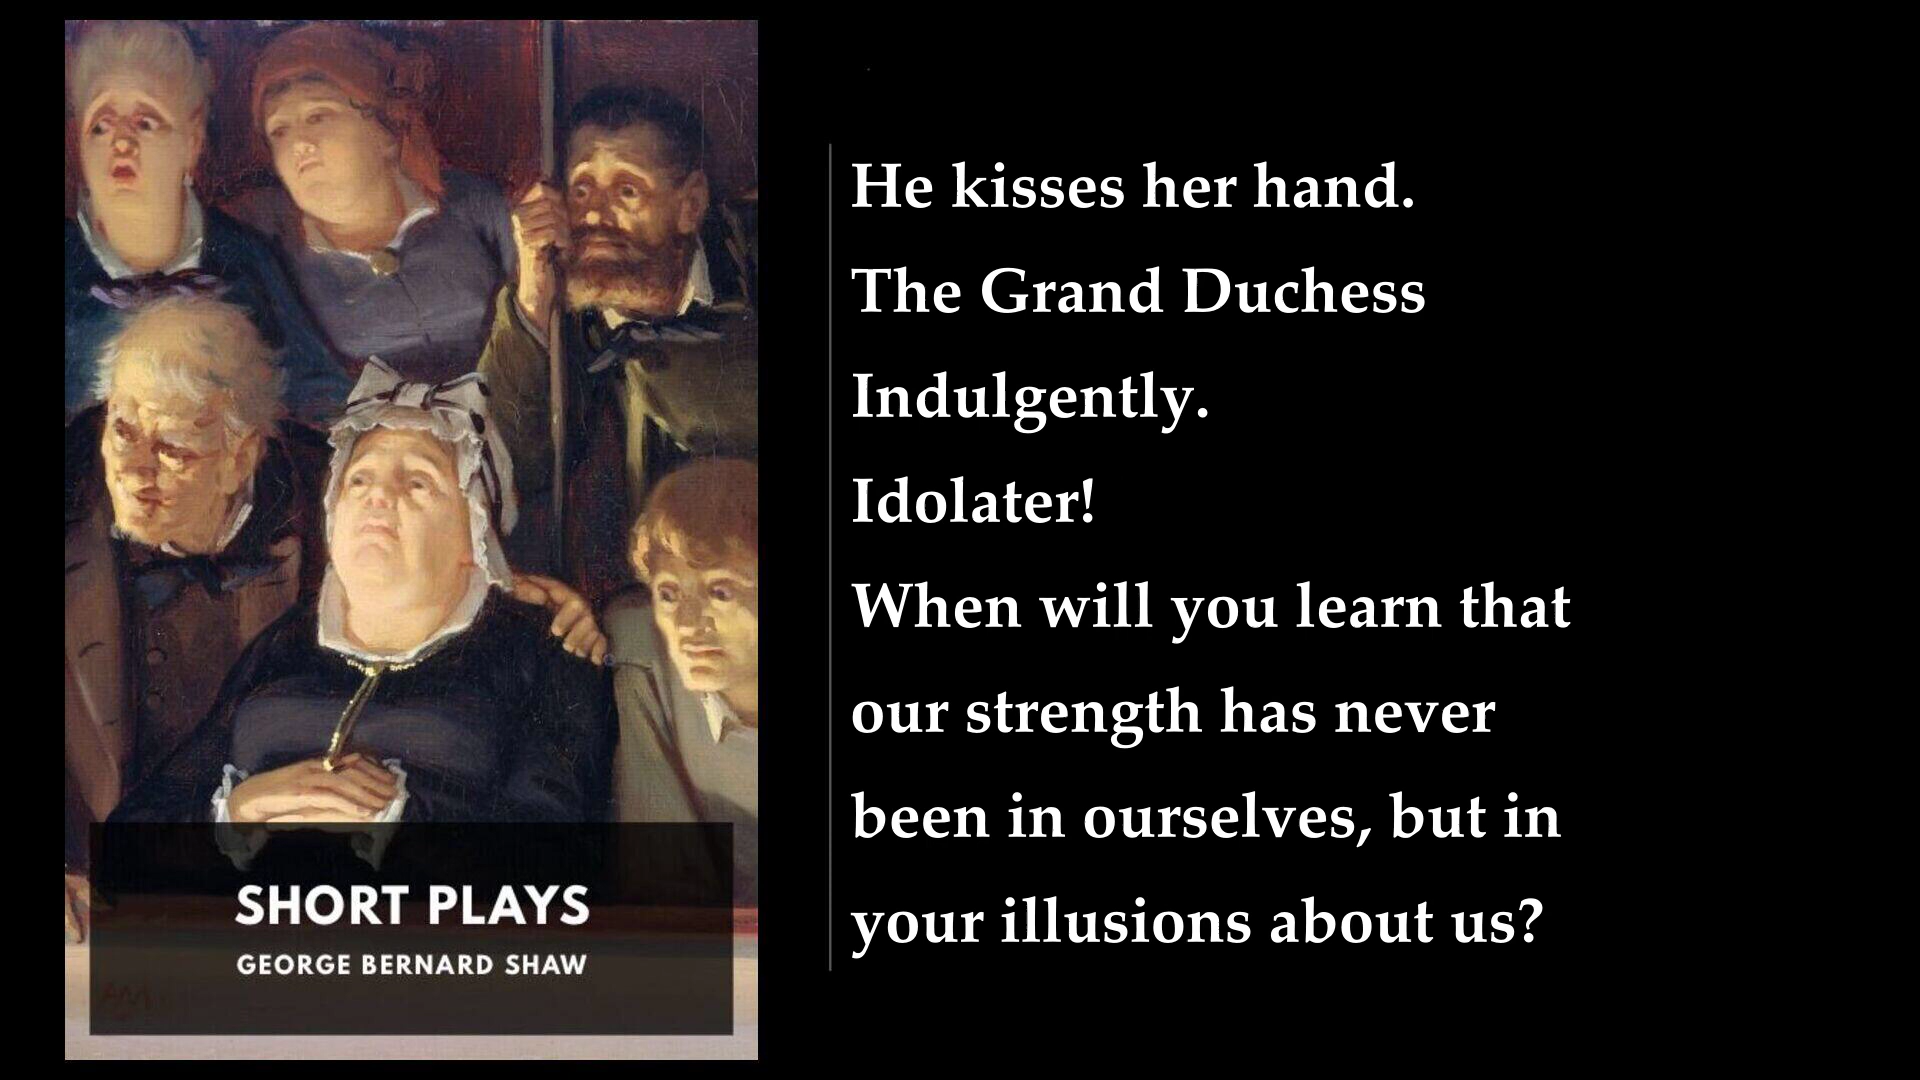 He kisses her hand.
The Grand Duchess
Indulgently.
Idolater!
When will you learn that
our strength has never
been in ourselves, but in
your illusions about us?
SHORT PLAYS
GEORGE BERNARD SHAW